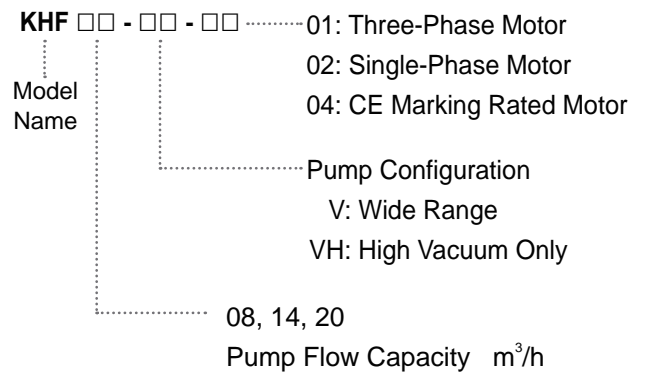 KHF □□ - □□ - □□ 01: Three-Phase Motor
02: Single-Phase Motor
04: CE Marking Rated Motor
Model
Name
Pump Configuration
V: Wide Range
VH: High Vacuum Only
08, 14, 20
Pump Flow Capacity m³/h